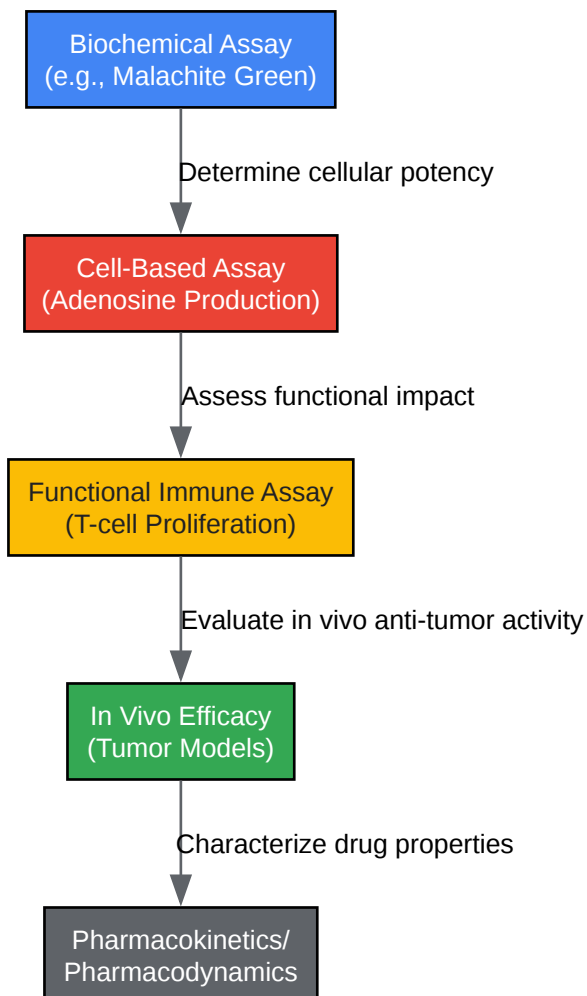 Biochemical Assay
(e.g., Malachite Green)
Determine cellular potency
Cell-Based Assay
(Adenosine Production)
Assess functional impact
Functional Immune Assay
(T-cell Proliferation)
Evaluate in vivo anti-tumor activity
In Vivo Efficacy
(Tumor Models)
Characterize drug properties
Pharmacokinetics/
Pharmacodynamics